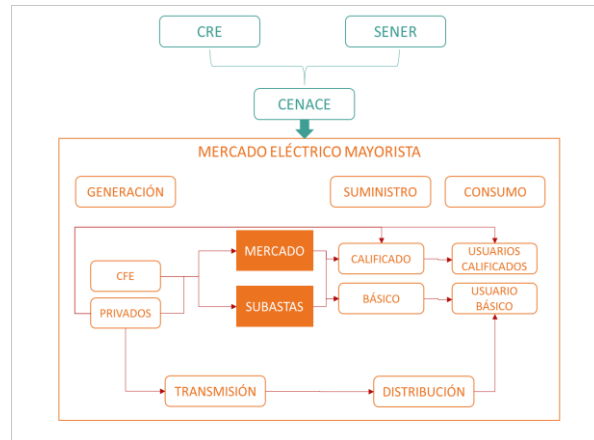 CRE
SENER
CENACE
MERCADO ELÉCTRICO MAYORISTA
GENERACIÓN
SUMINISTRO
CONSUMO
MERCADO
CALIFICADO
USUARIOS
CALIFICADOS
CFE
SUBASTAS
BÁSICO
USUARIO
BÁSICO
PRIVADOS
TRANSMISIÓN
DISTRIBUCIÓN